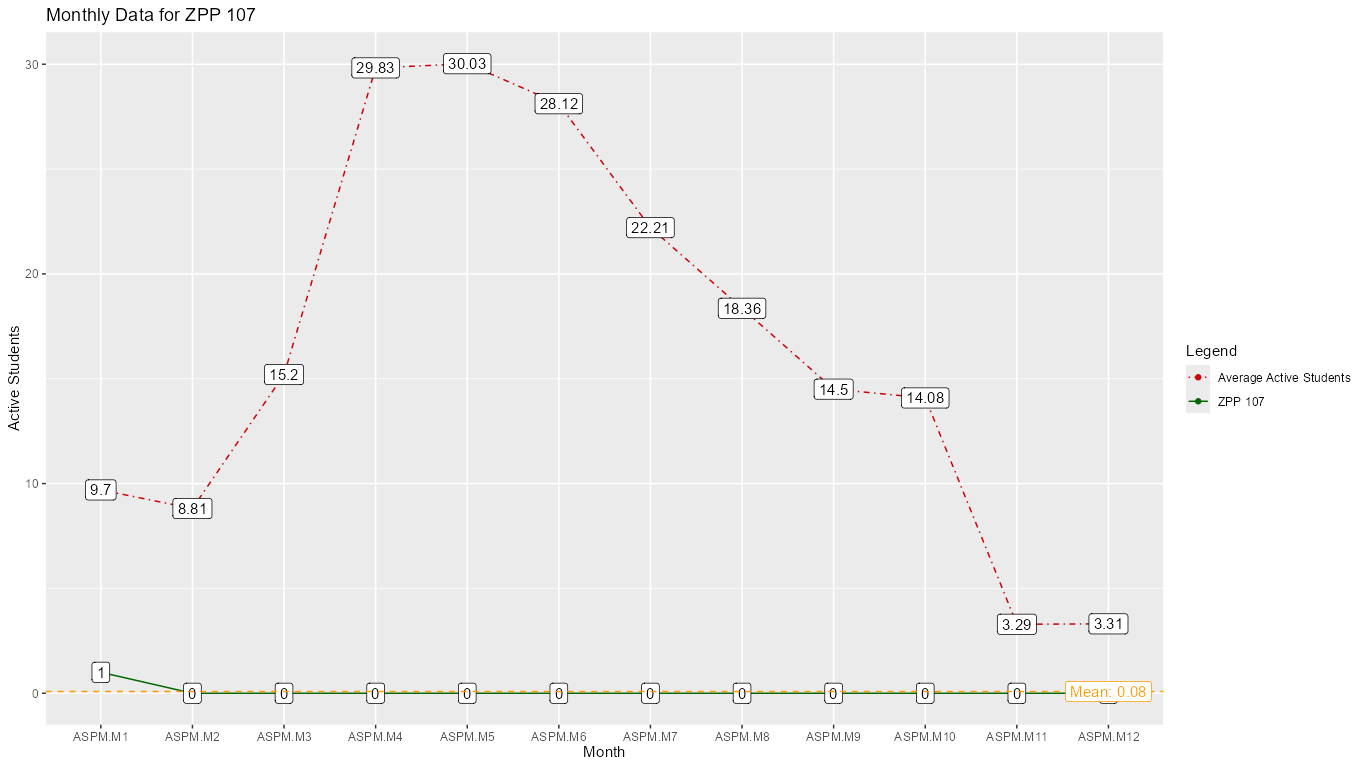 Monthly Data for ZPP 107
Active Students
30
20
10
0
9.7
8.81
15.2
29.83
30.03
28.12
22.21
18.36
14.5
14.08
3.29
3.31
1
0
0
0
0
0
0
0
0
0
0
Mean: 0.08
ASPM.M1
ASPM.M2
ASPM.M3
ASPM.M4
ASPM.M5
ASPM.M6
ASPM.M7
ASPM.M8
ASPM.M9
ASPM.M10
ASPM.M11
ASPM.M12
Month
Legend
Average Active Students
ZPP 107